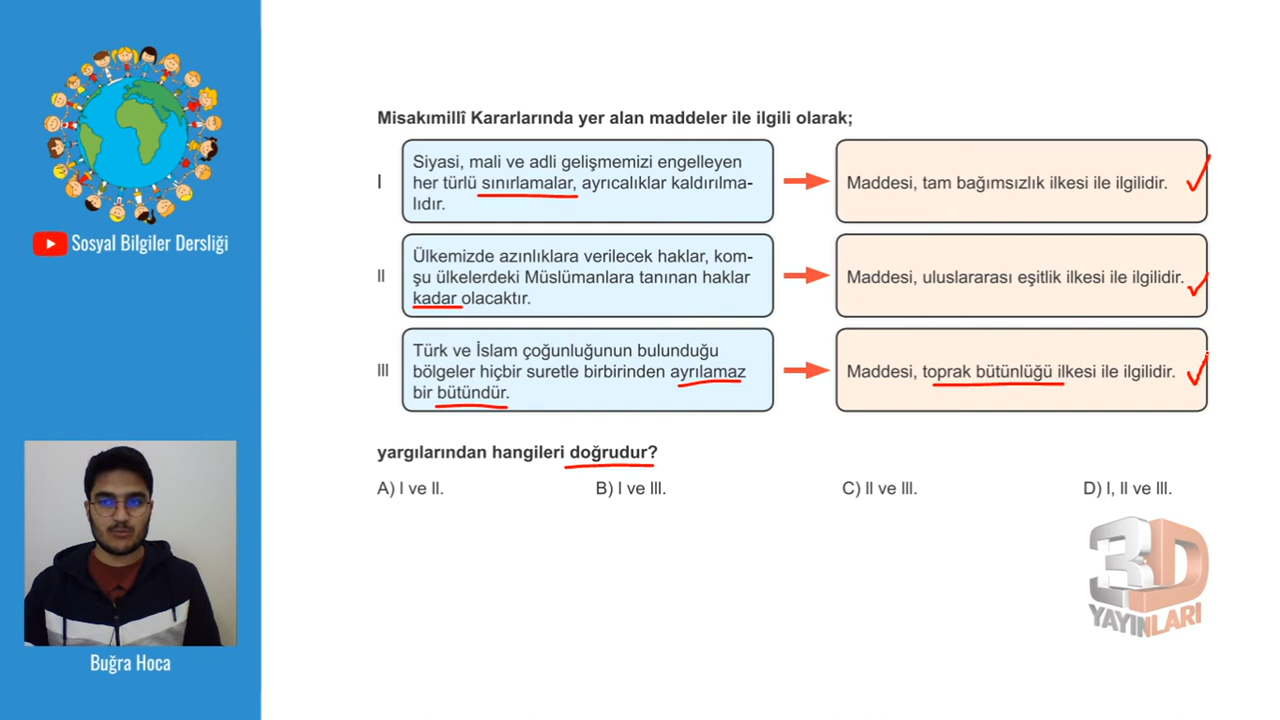 Sosyal Bilgiler Dersliği
Buğra Hoca
Misakımillî Kararlarında yer alan maddeler ile ilgili olarak;
I
Siyasi, mali ve adli gelişmemizi engelleyen
her türlü sınırlamalar, ayrıcalıklar kaldırılma-
lıdır.
Maddesi, tam bağımsızlık ilkesi ile ilgilidir.
II
Ülkemizde azınlıklara verilecek haklar, kom-
şu ülkelerdeki Müslümanlara tanınan haklar
kadar olacaktır.
Maddesi, uluslararası eşitlik ilkesi ile ilgilidir.
III
Türk ve İslam çoğunluğunun bulunduğu
bölgeler hiçbir suretle birbirinden ayrılamaz
bir bütündür.
Maddesi, toprak bütünlüğü ilkesi ile ilgilidir.
yargılarından hangileri doğrudur?
A) I ve II. B) I ve III. C) II ve III. D) I, II ve III.
3D
YAYINLARI